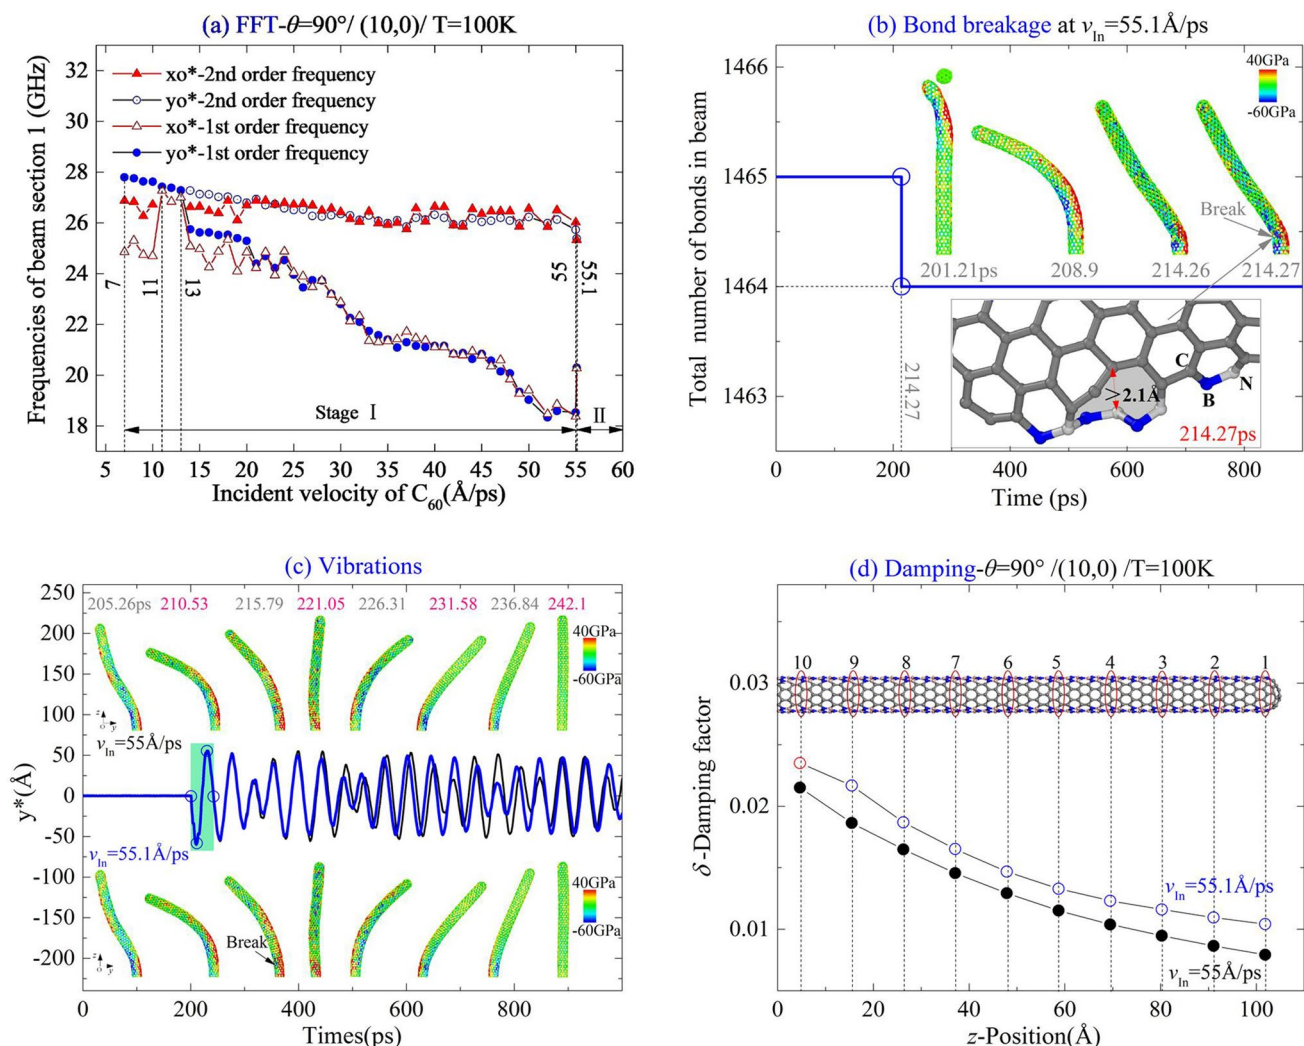 (a) FFT-θ=90°/ (10,0)/ T=100K
Frequencies of beam section 1 (GHz)
32
30
28
26
24
22
20
18
xo*-2nd order frequency
yo*-2nd order frequency
xo*-1st order frequency
yo*-1st order frequency
7
11
13
55
55.1
Stage I
II
5 10 15 20 25 30 35 40 45 50 55 60
Incident velocity of C60(Å/ps)
(b) Bond breakage at vIn=55.1Å/ps
Total number of bonds in beam
1466
1465
1464
1463
40GPa
-60GPa
Break
201.21ps 208.9 214.26 214.27
214.27
C
N
B
>2.1Å
214.27ps
0 200 400 600 800
Time (ps)
(c) Vibrations
y*(Å)
250
200
150
100
50
0
-50
-100
-150
-200
205.26ps 210.53 215.79 221.05 226.31 231.58 236.84 242.1
40GPa
-60GPa
z
o y
vIn=55Å/ps
vIn=55.1Å/ps
40GPa
-60GPa
Break
z
o y
0 200 400 600 800
Times(ps)
(d) Damping-θ=90° /(10,0) /T=100K
δ-Damping factor
0.03
0.02
0.01
10 9 8 7 6 5 4 3 2 1
vIn=55.1Å/ps
vIn=55Å/ps
0 20 40 60 80 100
z-Position(Å)